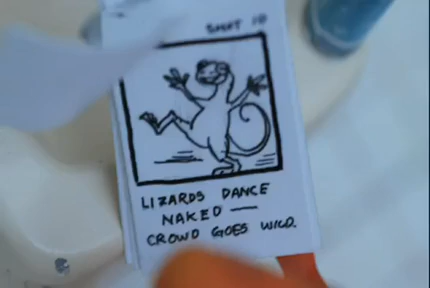 SHOT 10
LIZARDS DANCE
NAKED —
CROWD GOES WILD.